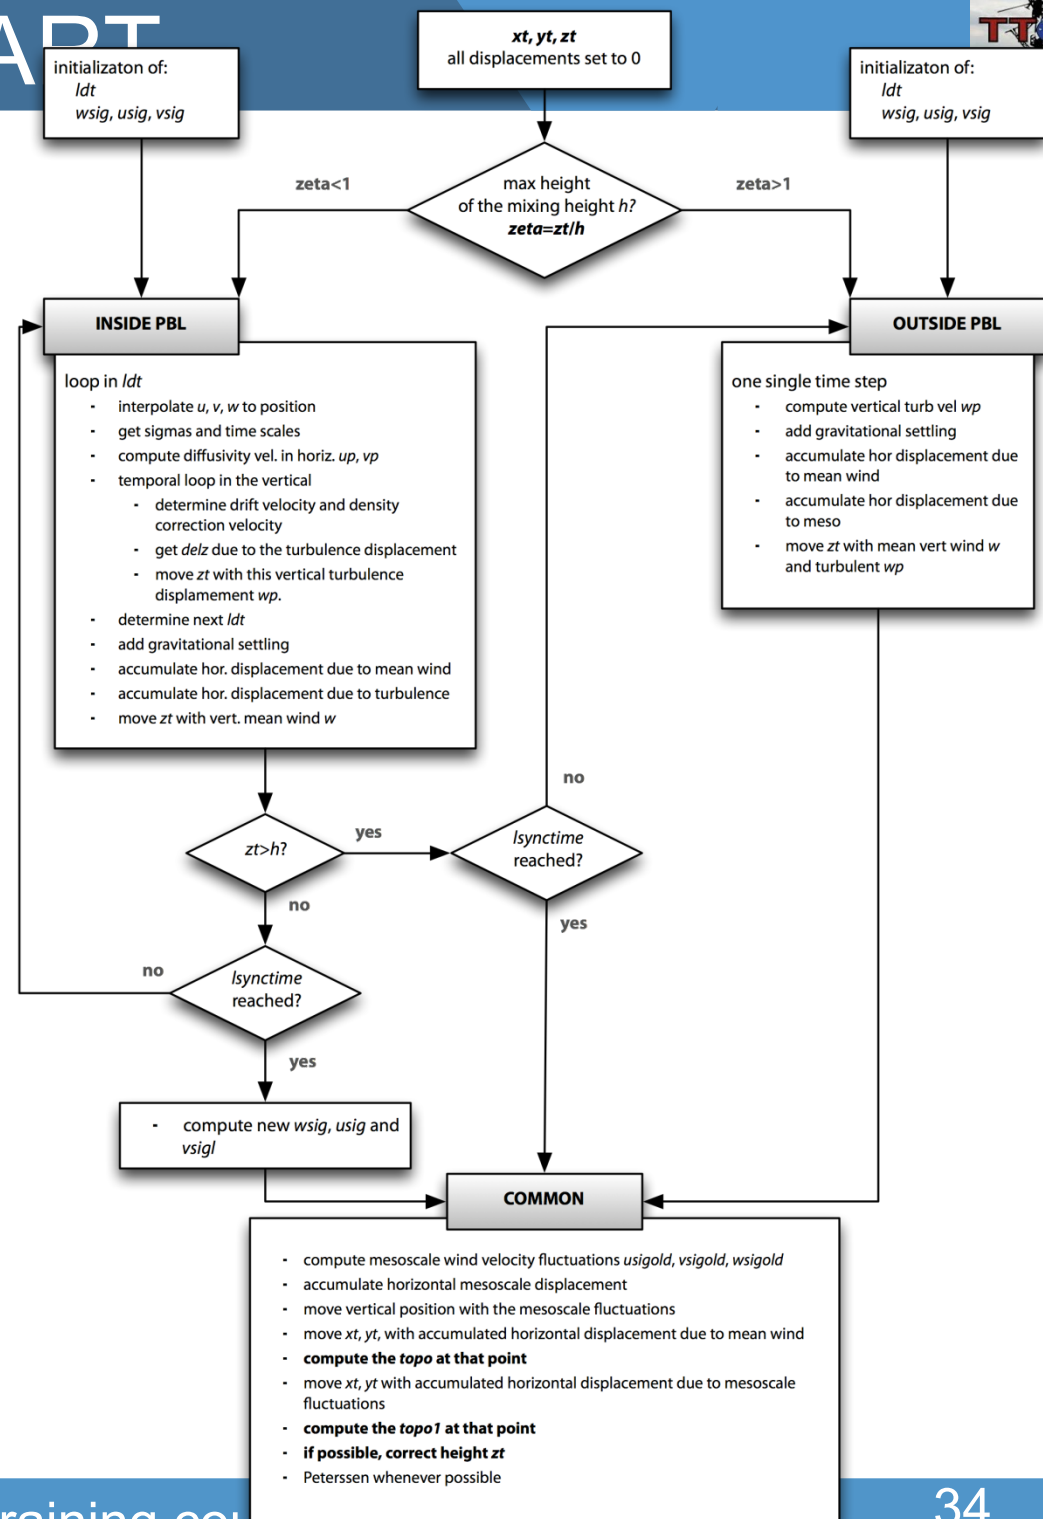 ART
TT
xt, yt, zt
all displacements set to 0
initializaton of:
ldt
wsig, usig, vsig
initializaton of:
ldt
wsig, usig, vsig
zeta<1
max height
of the mixing height h?
zeta=zt/h
zeta>1
INSIDE PBL
loop in ldt
- interpolate u, v, w to position
- get sigmas and time scales
- compute diffusivity vel. in horiz. up, vp
- temporal loop in the vertical
- determine drift velocity and density
correction velocity
- get delz due to the turbulence displacement
- move zt with this vertical turbulence
displamement wp.
- determine next ldt
- add gravitational settling
- accumulate hor. displacement due to mean wind
- accumulate hor. displacement due to turbulence
- move zt with vert. mean wind w
OUTSIDE PBL
one single time step
- compute vertical turb vel wp
- add gravitational settling
- accumulate hor displacement due
to mean wind
- accumulate hor displacement due
to meso
- move zt with mean vert wind w
and turbulent wp
zt>h?
yes
no
lsynctime
reached?
no
yes
lsynctime
reached?
no
yes
- compute new wsig, usig and
vsigl
COMMON
- compute mesoscale wind velocity fluctuations usigold, vsigold, wsigold
- accumulate horizontal mesoscale displacement
- move vertical position with the mesoscale fluctuations
- move xt, yt, with accumulated horizontal displacement due to mean wind
- compute the topo at that point
- move xt, yt with accumulated horizontal displacement due to mesoscale
fluctuations
- compute the topo1 at that point
- if possible, correct height zt
- Peterssen whenever possible
raining cou
34